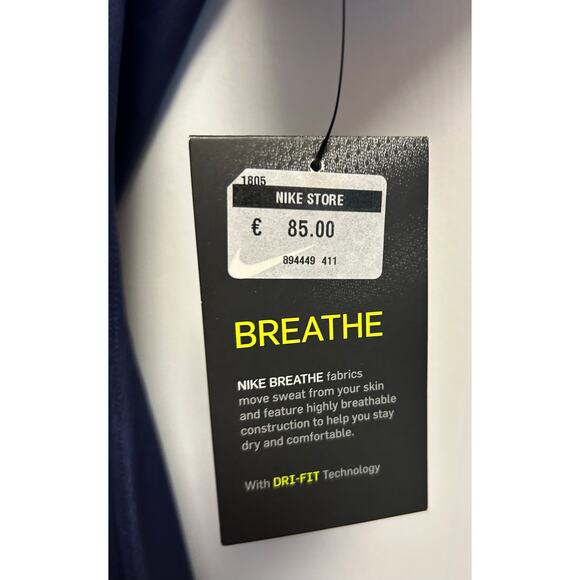 1805
NIKE STORE
€ 85.00
894449 411
BREATHE
NIKE BREATHE fabrics
move sweat from your skin
and feature highly breathable
construction to help you stay
dry and comfortable.
With DRI-FIT Technology